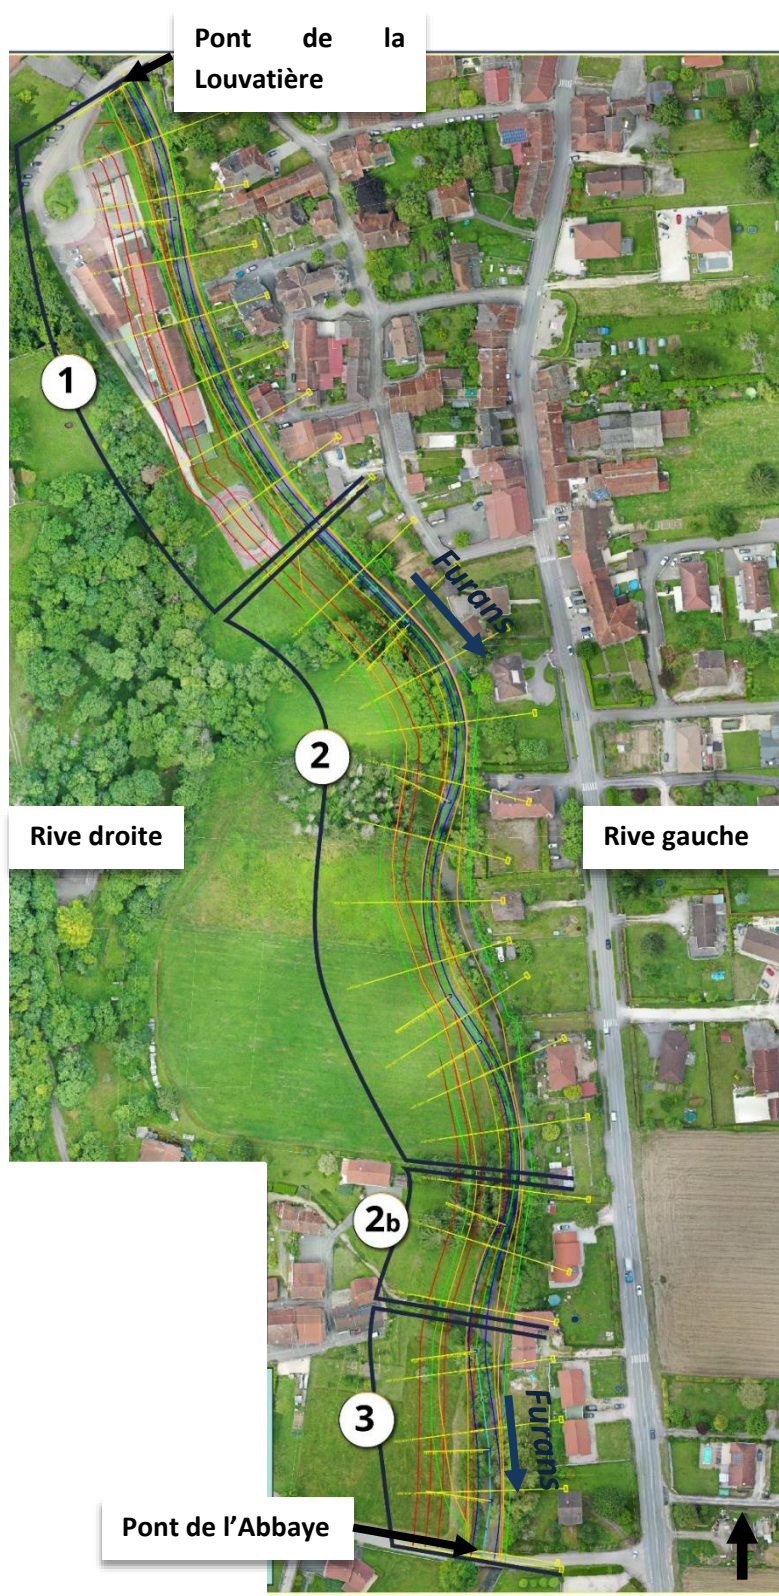 Pont de la
Louvatière
1
Furans
2
Rive droite
Rive gauche
2b
3
Furans
Pont de l'Abbaye